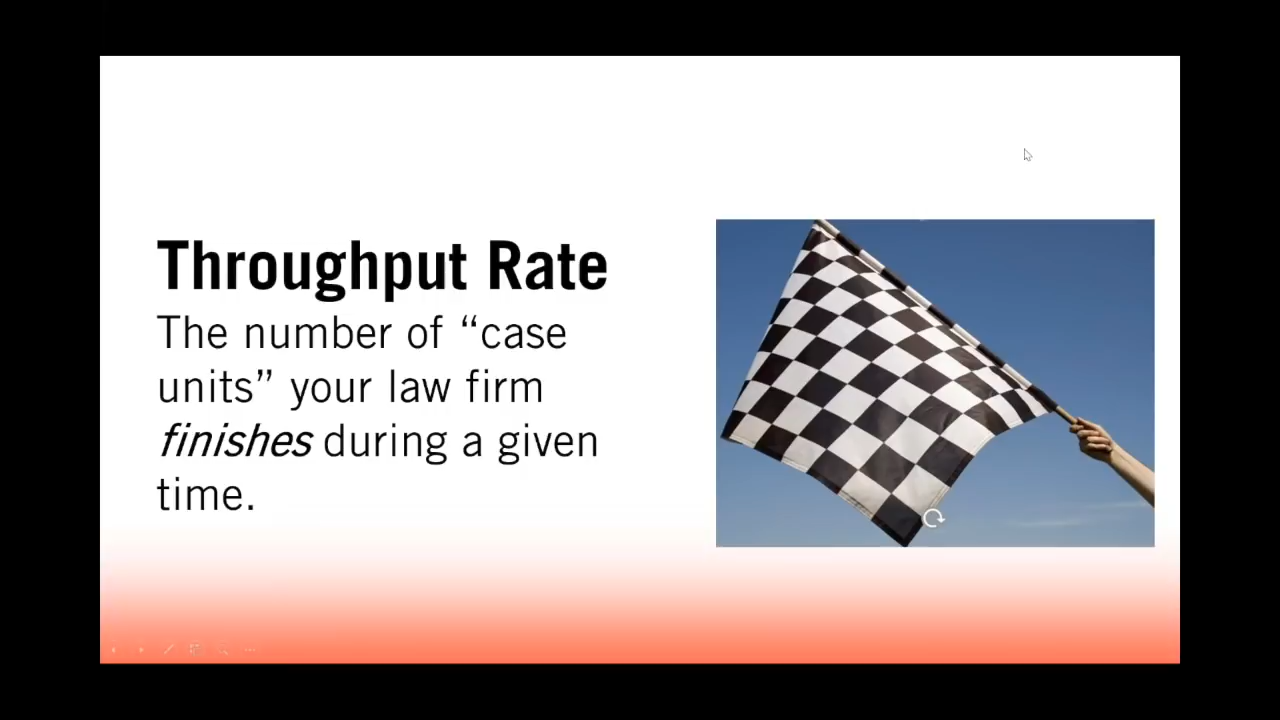 Throughput Rate
The number of “case
units” your law firm
finishes during a given
time.